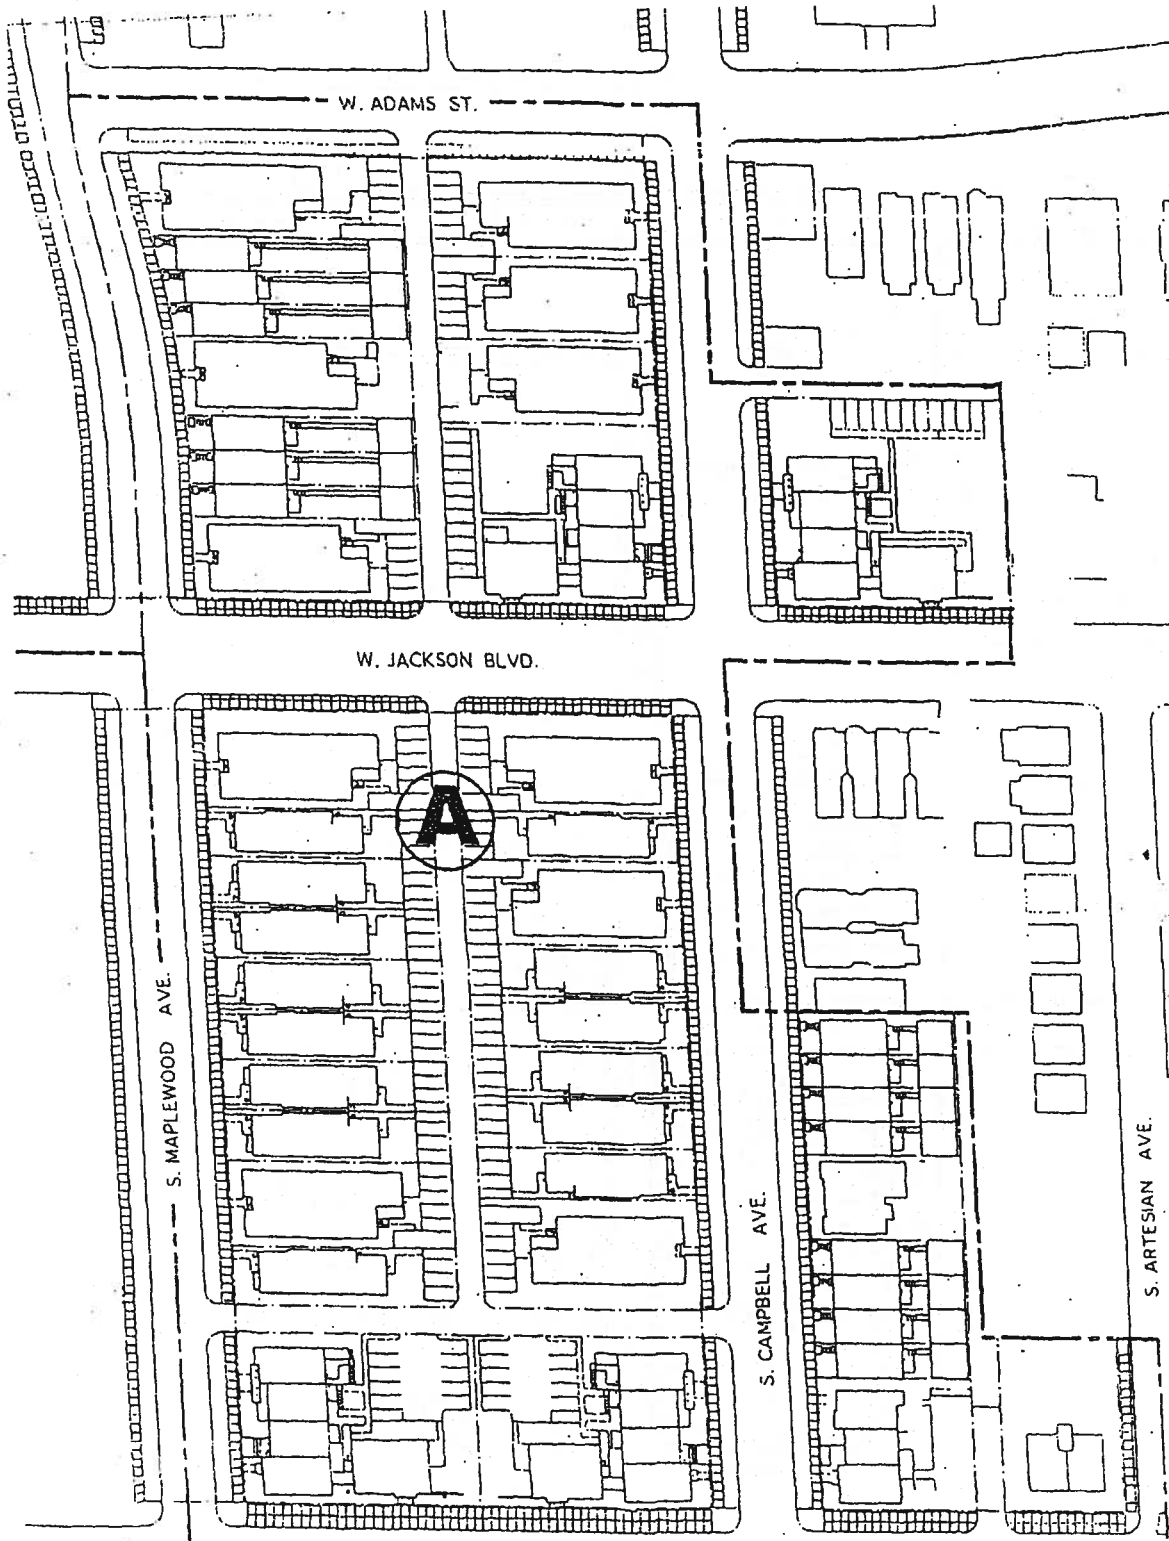 W. ADAMS ST.
W. JACKSON BLVD.
A
S. MAPLEWOOD AVE.
S. CAMPBELL AVE.
S. ARTESIAN AVE.